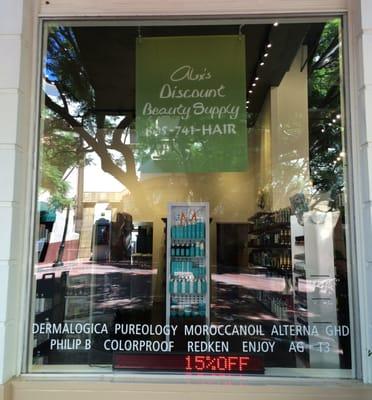 Alex's
Discount
Beauty Supply
805-741-HAIR
DERMALOGICA PUREOLOGY MOROCCANOIL ALTERNA GHD
PHILIP B COLORPROOF REDKEN ENJOY AG T3
15%OFF